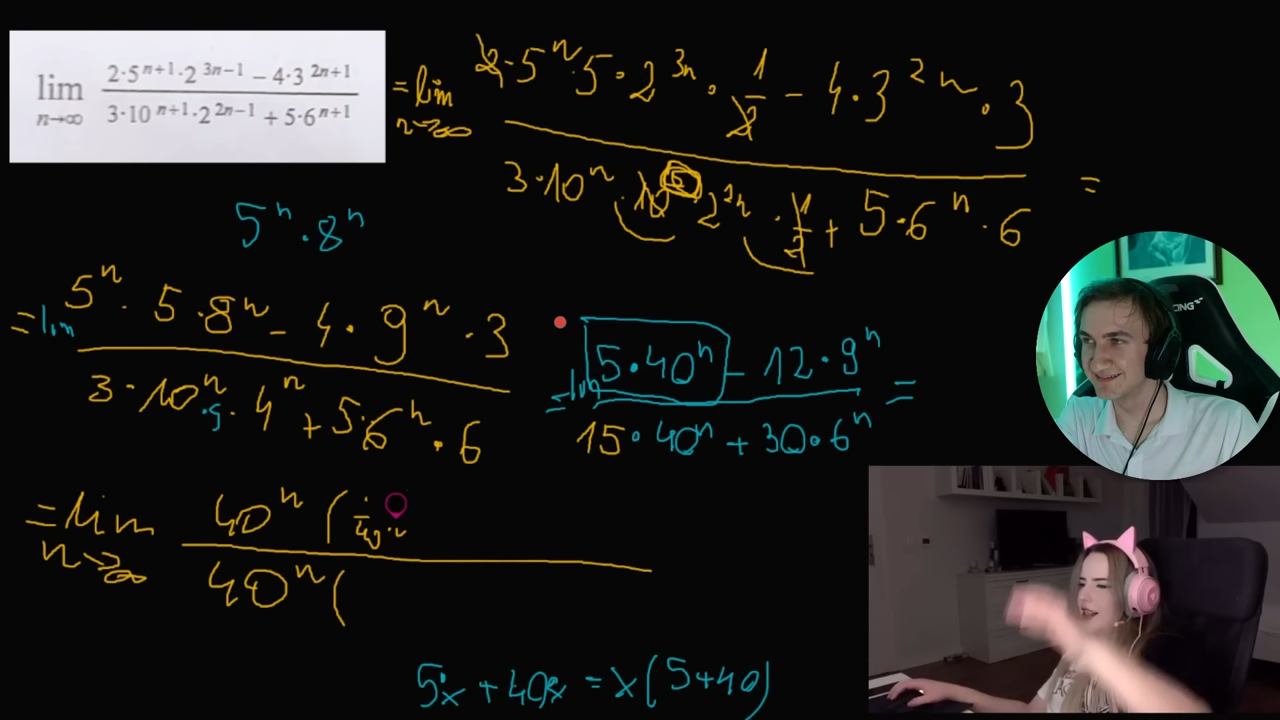 lim n→∞ (2·5^{n+1}·2^{3n−1} − 4·3^{2n+1}) / (3·10^{n+1}·2^{2n−1} + 5·6^{n+1})
= lim n→∞ (2·5^n·5·2^{3n}·1/2 − 4·3^{2n}·3) / (3·10^n·10·2^{2n}·1/2 + 5·6^n·6) =
5^n·8^n
= lim (5^n·5·8^n − 4·9^n·3) / (3·10^n·5·4^n + 5·6^n·6)
= lim (5·40^n − 12·9^n) / (15·40^n + 30·6^n) =
= lim n→∞ 40^n ( / 40^n (
5x + 40x = x(5+40)